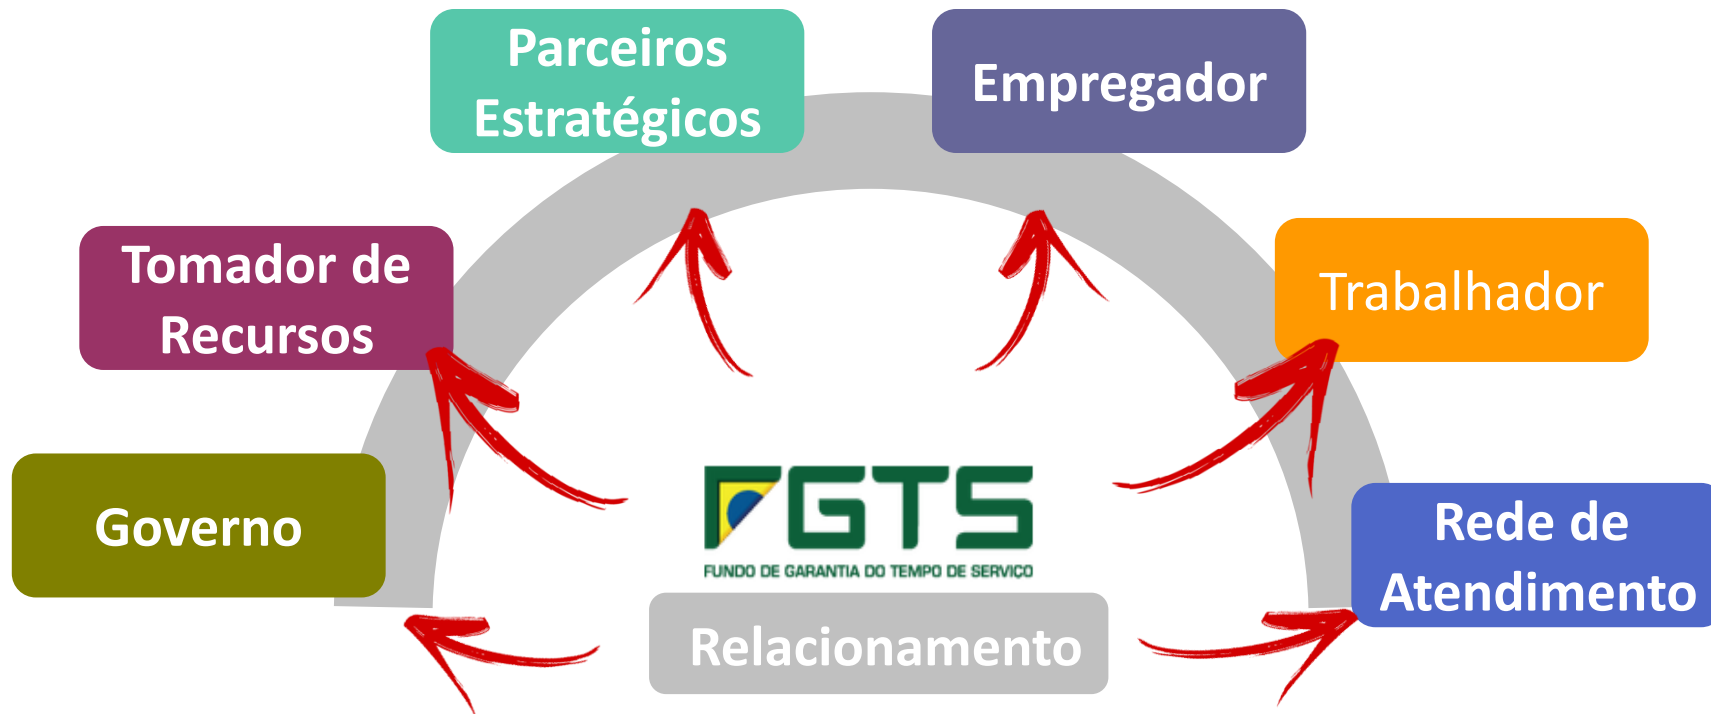 Parceiros
Estratégicos
Empregador
Tomador de
Recursos
Trabalhador
Governo
FGTS
FUNDO DE GARANTIA DO TEMPO DE SERVIÇO
Rede de
Atendimento
Relacionamento